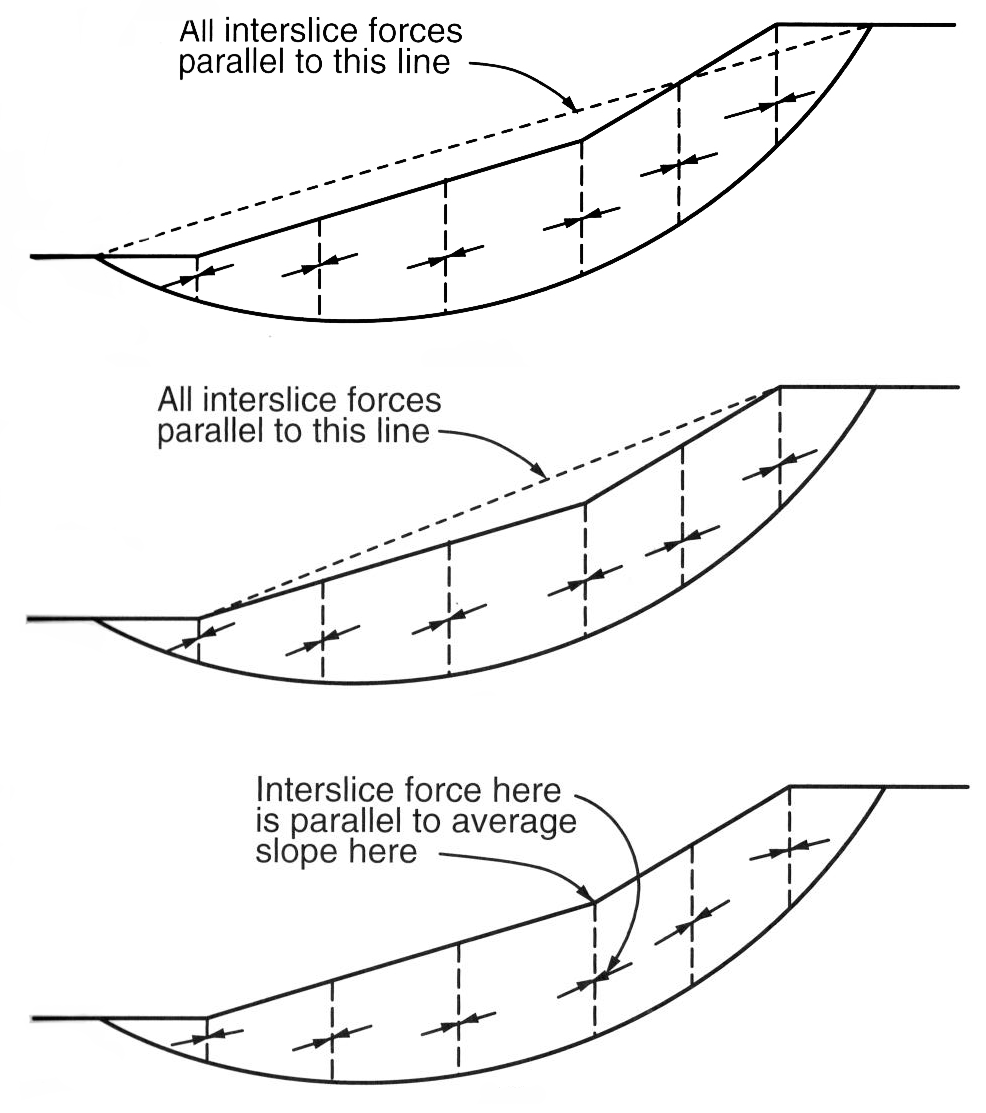 All interslice forces
parallel to this line
All interslice forces
parallel to this line
Interslice force here
is parallel to average
slope here